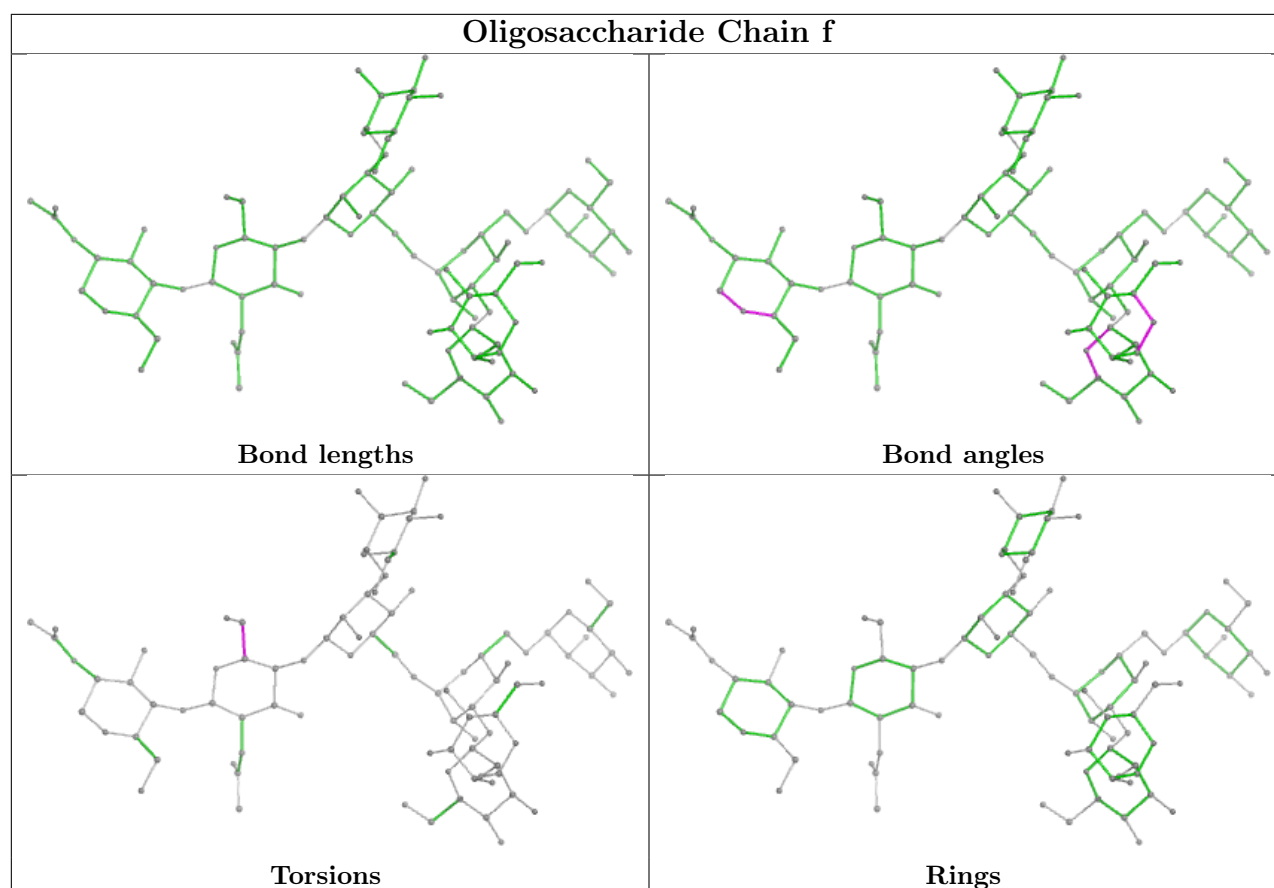 Oligosaccharide Chain f
Bond lengths
Bond angles
Torsions
Rings